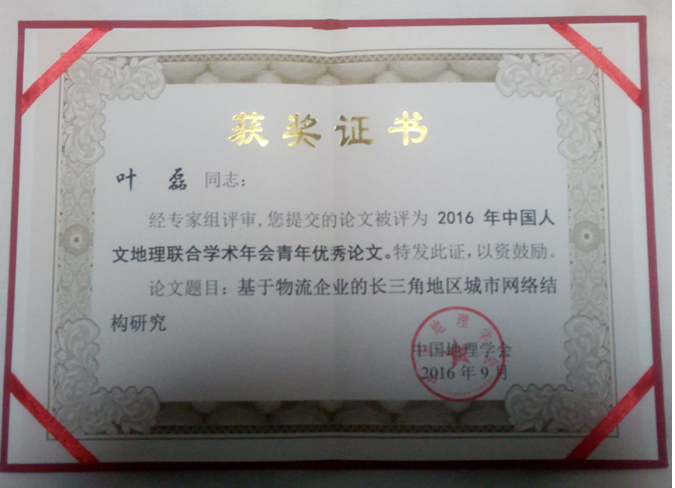 获奖证书
叶 磊 同志：
经专家组评审，您提交的论文被评为 2016 年中国人
文地理联合学术年会青年优秀论文。特发此证，以资鼓励。
论文题目：基于物流企业的长三角地区城市网络结
构研究
中国地理学会
2016 年 9 月